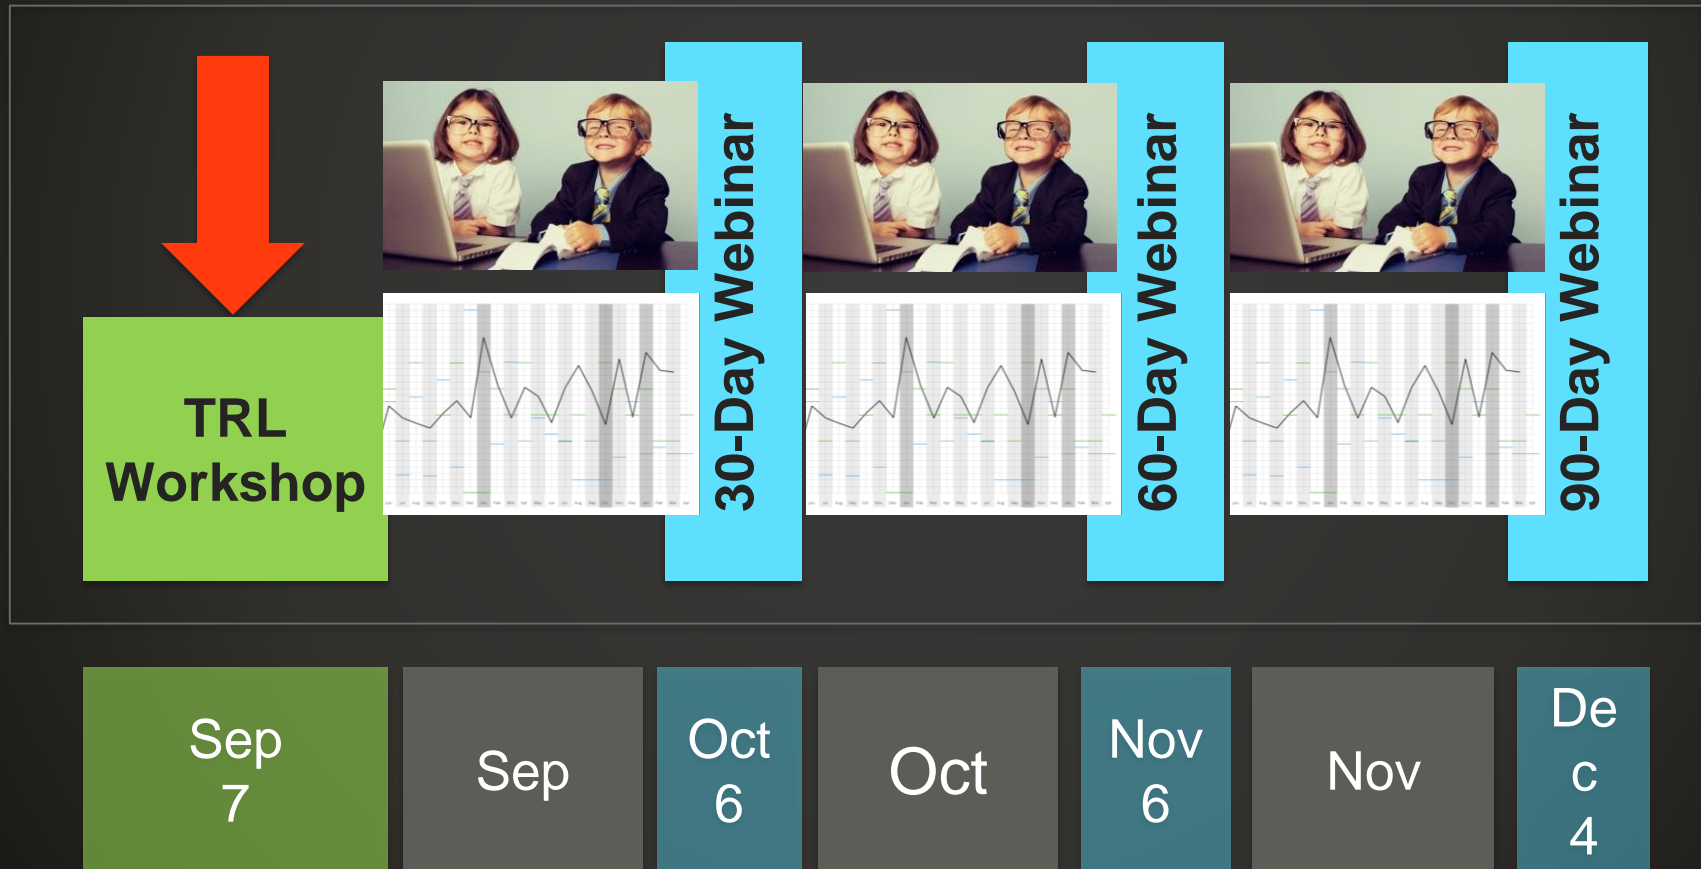 TRL
Workshop
30-Day Webinar
60-Day Webinar
90-Day Webinar
Sep
7
Sep
Oct
6
Oct
Nov
6
Nov
De
c
4